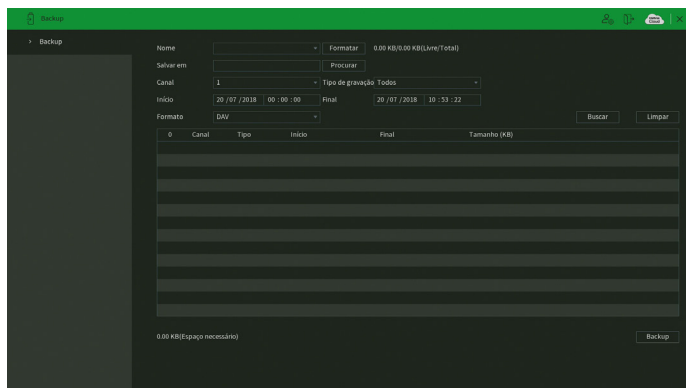 Backup
> Backup
Nome Formatar 0.00 KB/0.00 KB(Livre/Total)
Salvar em Procurar
Canal 1 Tipo de gravação Todos
Início 20 /07 /2018 00 : 00 : 00 Final 20 /07 /2018 10 : 53 : 22
Formato DAV Buscar Limpar
0 Canal Tipo Início Final Tamanho (KB)
0.00 KB(Espaço necessário) Backup